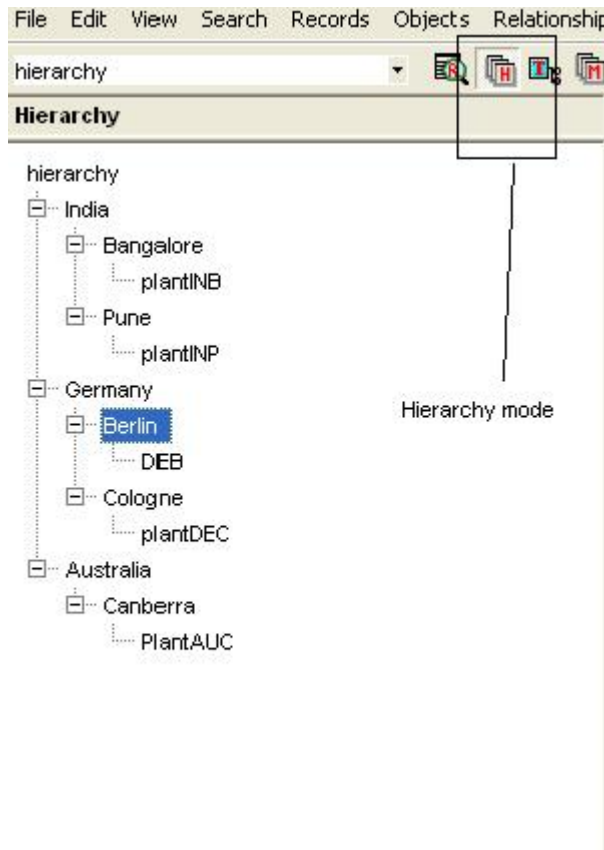 File Edit View Search Records Objects Relationship
hierarchy R H T M
Hierarchy
hierarchy
India
Bangalore
plantINB
Pune
plantINP
Germany
Hierarchy mode
Berlin
DEB
Cologne
plantDEC
Australia
Canberra
PlantAUC